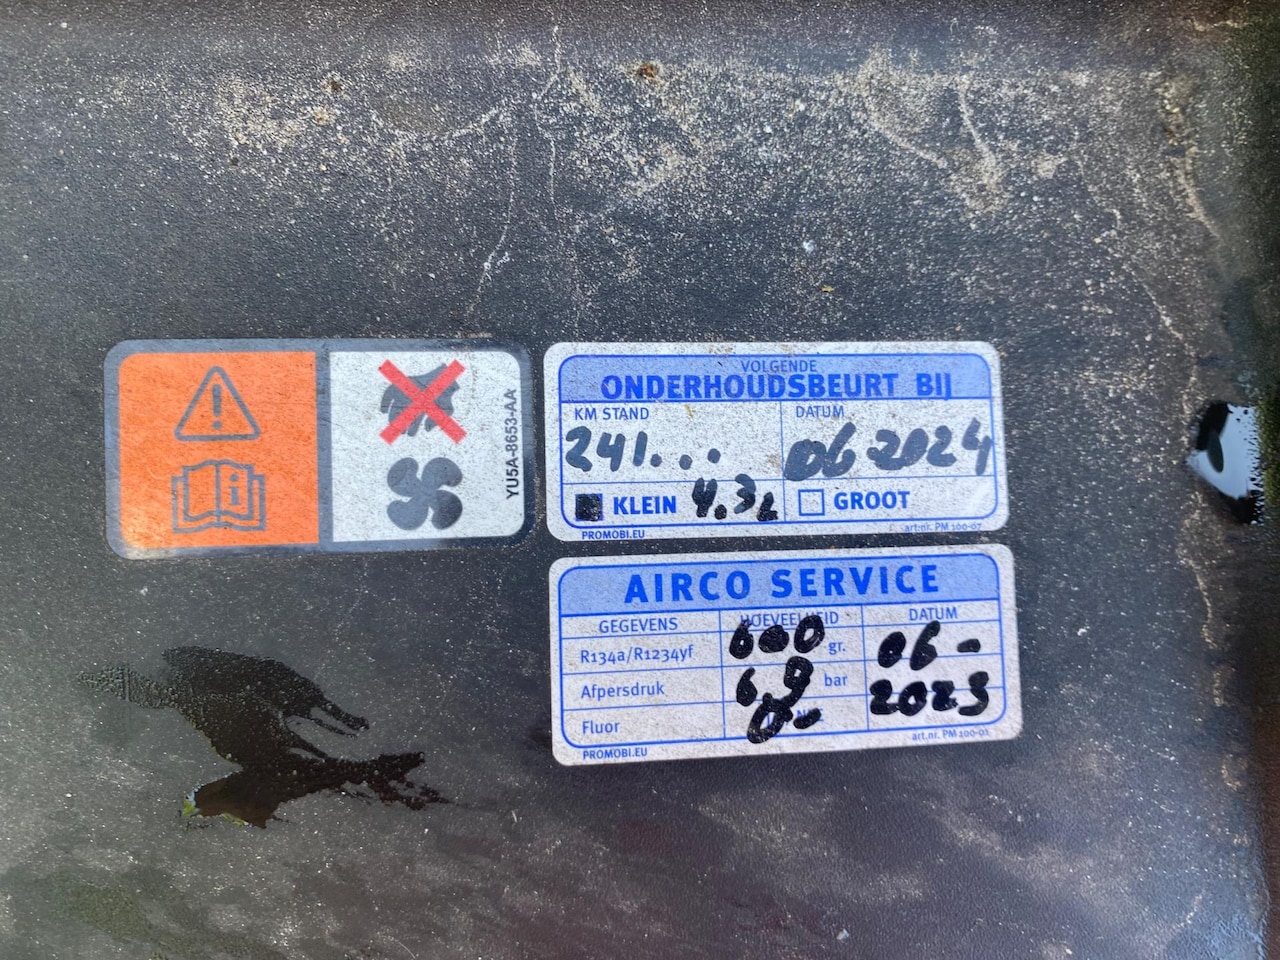 YU5A-8653-AA
VOLGENDE
ONDERHOUDSBEURT BIJ
KM STAND DATUM
241... 06-2024
KLEIN 4.3L GROOT
PROMOBI.EU art.nr. PM 100-07
AIRCO SERVICE
GEGEVENS HOEVEELHEID DATUM
R134a/R1234yf 600 gr. 06-
Afpersdruk 6,9 bar 2023
Fluor
PROMOBI.EU art.nr. PM 100-01